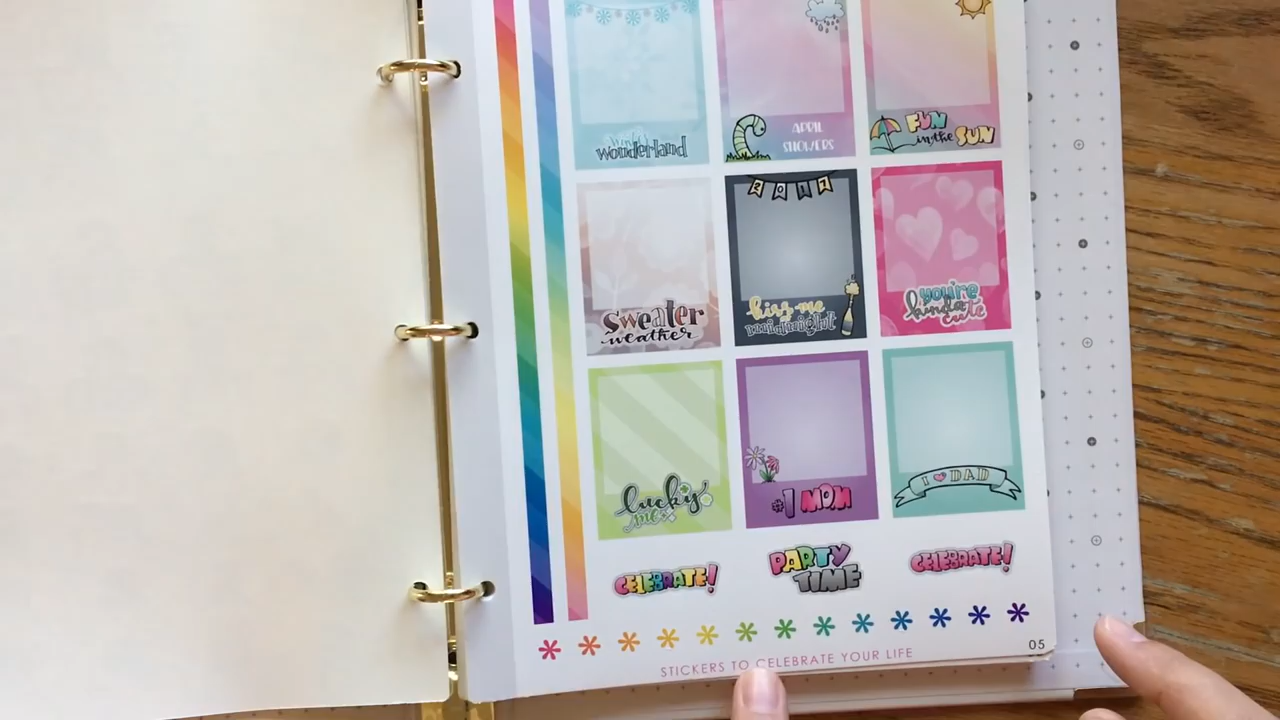 wonderland
APRIL
SHOWERS
FUN
in the SUN
sweater
weather
2017
kiss me
midnight
you're
kinda
cute
lucky
me
#1 MOM
I DAD
CELEBRATE!
PARTY
TIME
CELEBRATE!
05
STICKERS TO CELEBRATE YOUR LIFE